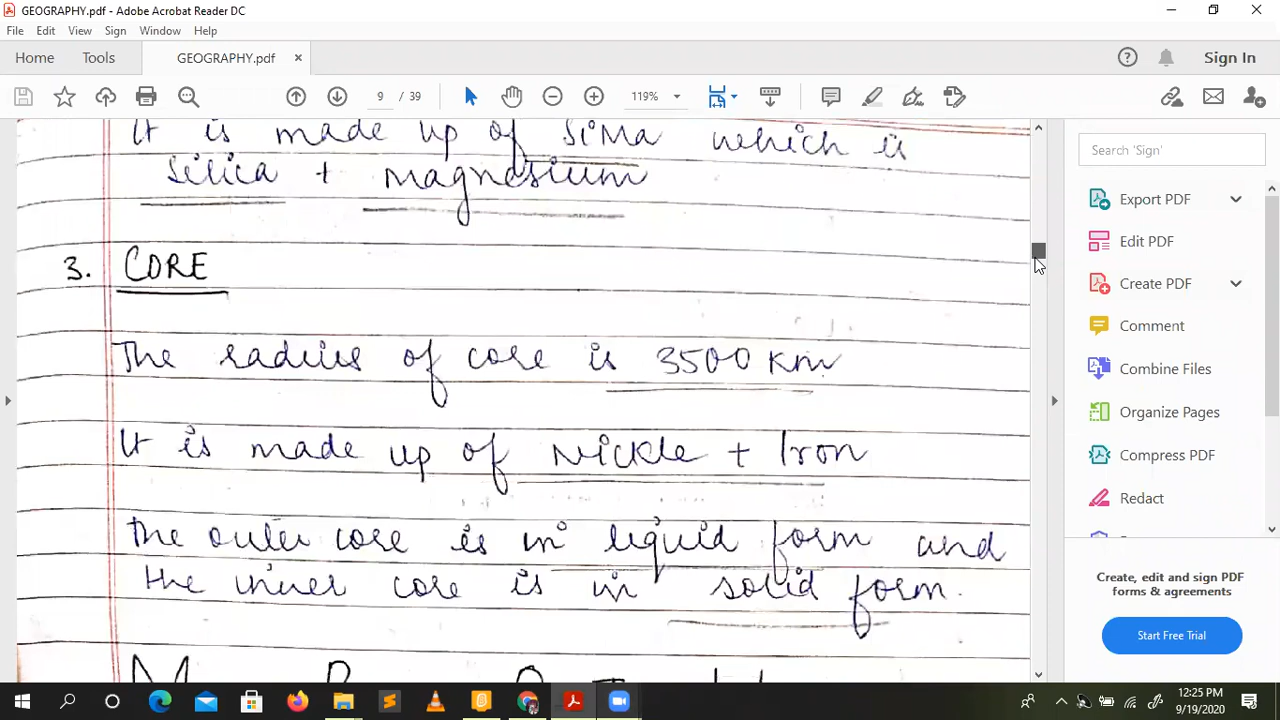 GEOGRAPHY.pdf - Adobe Acrobat Reader DC
File Edit View Sign Window Help
Home Tools GEOGRAPHY.pdf × Sign In
9 / 39 119%
It is made up of SiMa which is
Silica + magnesium
3. CORE
The radius of core is 3500 km
It is made up of Nickle + Iron
The outer core is in liquid form and
the inner core is in solid form.
Search 'Sign'
Export PDF
Edit PDF
Create PDF
Comment
Combine Files
Organize Pages
Compress PDF
Redact
Create, edit and sign PDF
forms & agreements
Start Free Trial
12:25 PM
9/19/2020